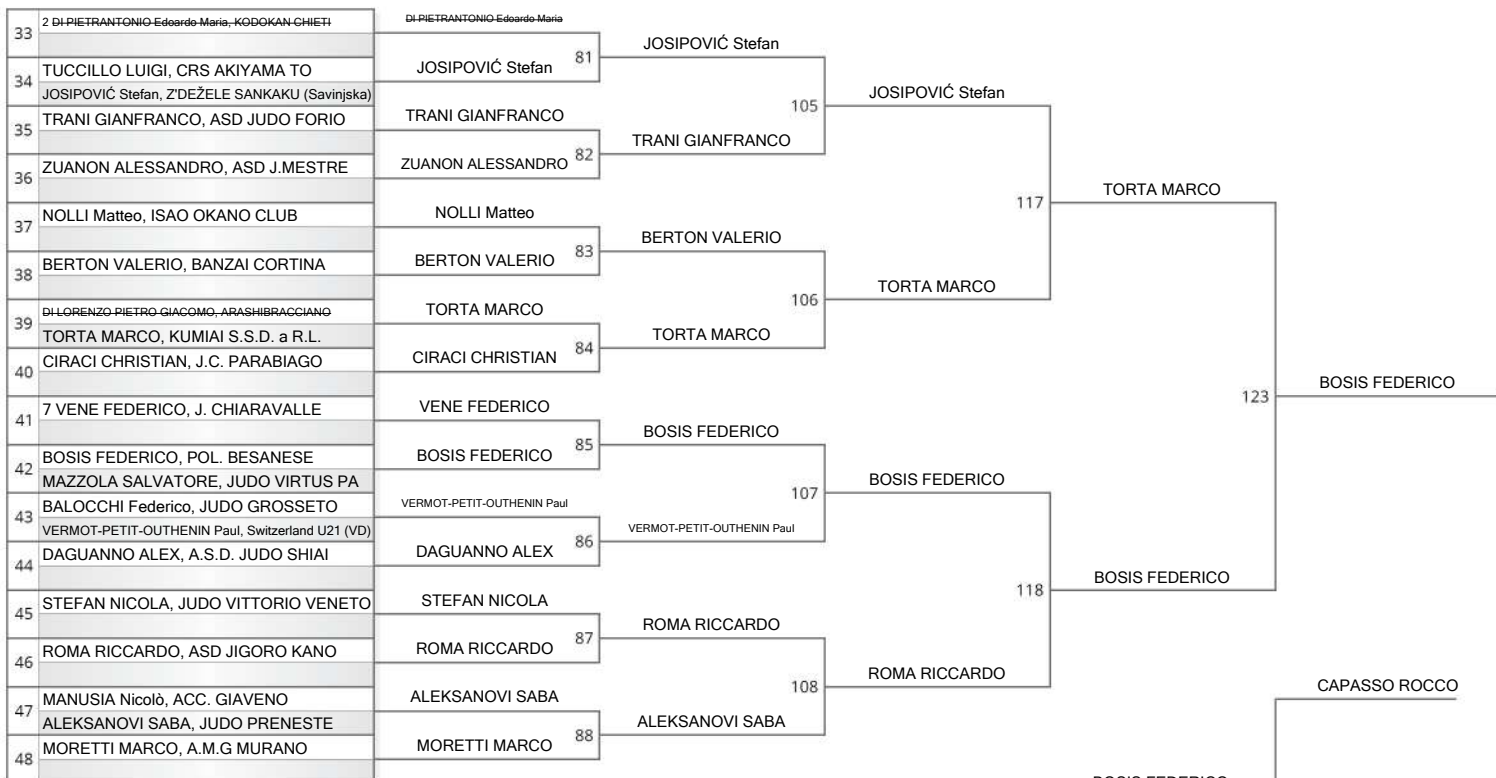 33
2 DI PIETRANTONIO Edoardo Maria, KODOKAN CHIETI
34
TUCCILLO LUIGI, CRS AKIYAMA TO
JOSIPOVIĆ Stefan, Z'DEŽELE SANKAKU (Savinjska)
35
TRANI GIANFRANCO, ASD JUDO FORIO
36
ZUANON ALESSANDRO, ASD J.MESTRE
37
NOLLI Matteo, ISAO OKANO CLUB
38
BERTON VALERIO, BANZAI CORTINA
39
DI LORENZO PIETRO GIACOMO, ARASHIBRACCIANO
TORTA MARCO, KUMIAI S.S.D. a R.L.
40
CIRACI CHRISTIAN, J.C. PARABIAGO
41
7 VENE FEDERICO, J. CHIARAVALLE
42
BOSIS FEDERICO, POL. BESANESE
MAZZOLA SALVATORE, JUDO VIRTUS PA
43
BALOCCHI Federico, JUDO GROSSETO
VERMOT-PETIT-OUTHENIN Paul, Switzerland U21 (VD)
44
DAGUANNO ALEX, A.S.D. JUDO SHIAI
45
STEFAN NICOLA, JUDO VITTORIO VENETO
46
ROMA RICCARDO, ASD JIGORO KANO
47
MANUSIA Nicolò, ACC. GIAVENO
ALEKSANOVI SABA, JUDO PRENESTE
48
MORETTI MARCO, A.M.G MURANO
DI PIETRANTONIO Edoardo Maria
81
JOSIPOVIĆ Stefan
TRANI GIANFRANCO
82
ZUANON ALESSANDRO
NOLLI Matteo
83
BERTON VALERIO
TORTA MARCO
84
CIRACI CHRISTIAN
VENE FEDERICO
85
BOSIS FEDERICO
VERMOT-PETIT-OUTHENIN Paul
86
DAGUANNO ALEX
STEFAN NICOLA
87
ROMA RICCARDO
ALEKSANOVI SABA
88
MORETTI MARCO
JOSIPOVIĆ Stefan
105
TRANI GIANFRANCO
BERTON VALERIO
106
TORTA MARCO
BOSIS FEDERICO
107
VERMOT-PETIT-OUTHENIN Paul
ROMA RICCARDO
108
ALEKSANOVI SABA
JOSIPOVIĆ Stefan
117
TORTA MARCO
BOSIS FEDERICO
118
ROMA RICCARDO
TORTA MARCO
123
BOSIS FEDERICO
BOSIS FEDERICO
CAPASSO ROCCO
BOSIS FEDERICO